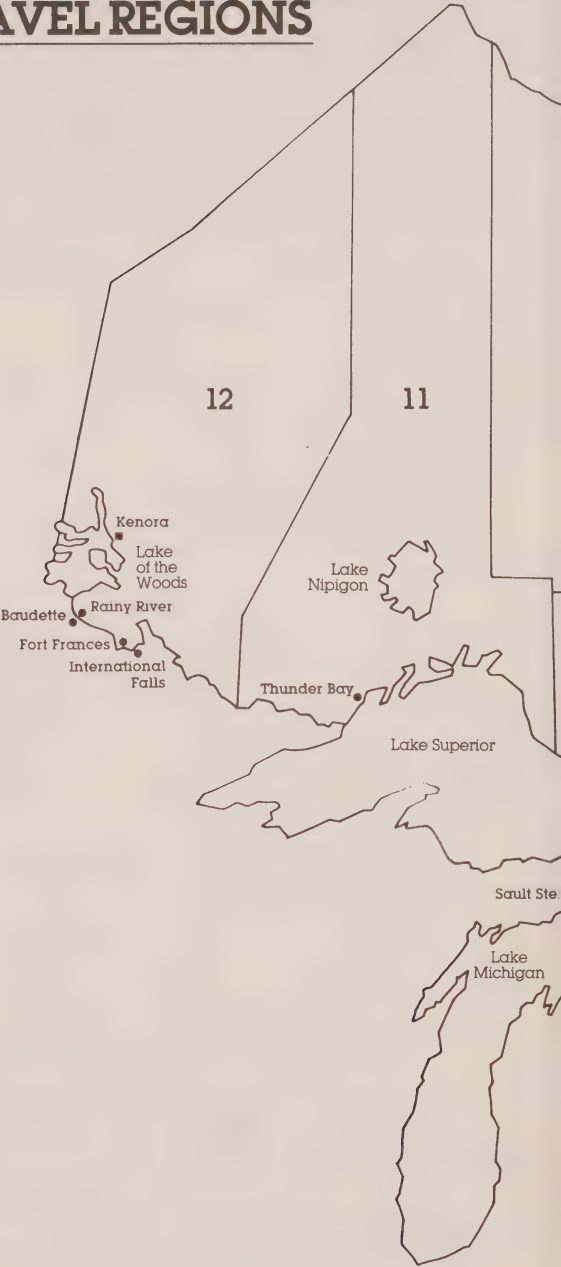 AVEL REGIONS
12
11
Kenora
Lake
of the
Woods
Lake
Nipigon
Baudette
Rainy River
Fort Frances
International
Falls
Thunder Bay
Lake Superior
Sault Ste.
Lake
Michigan